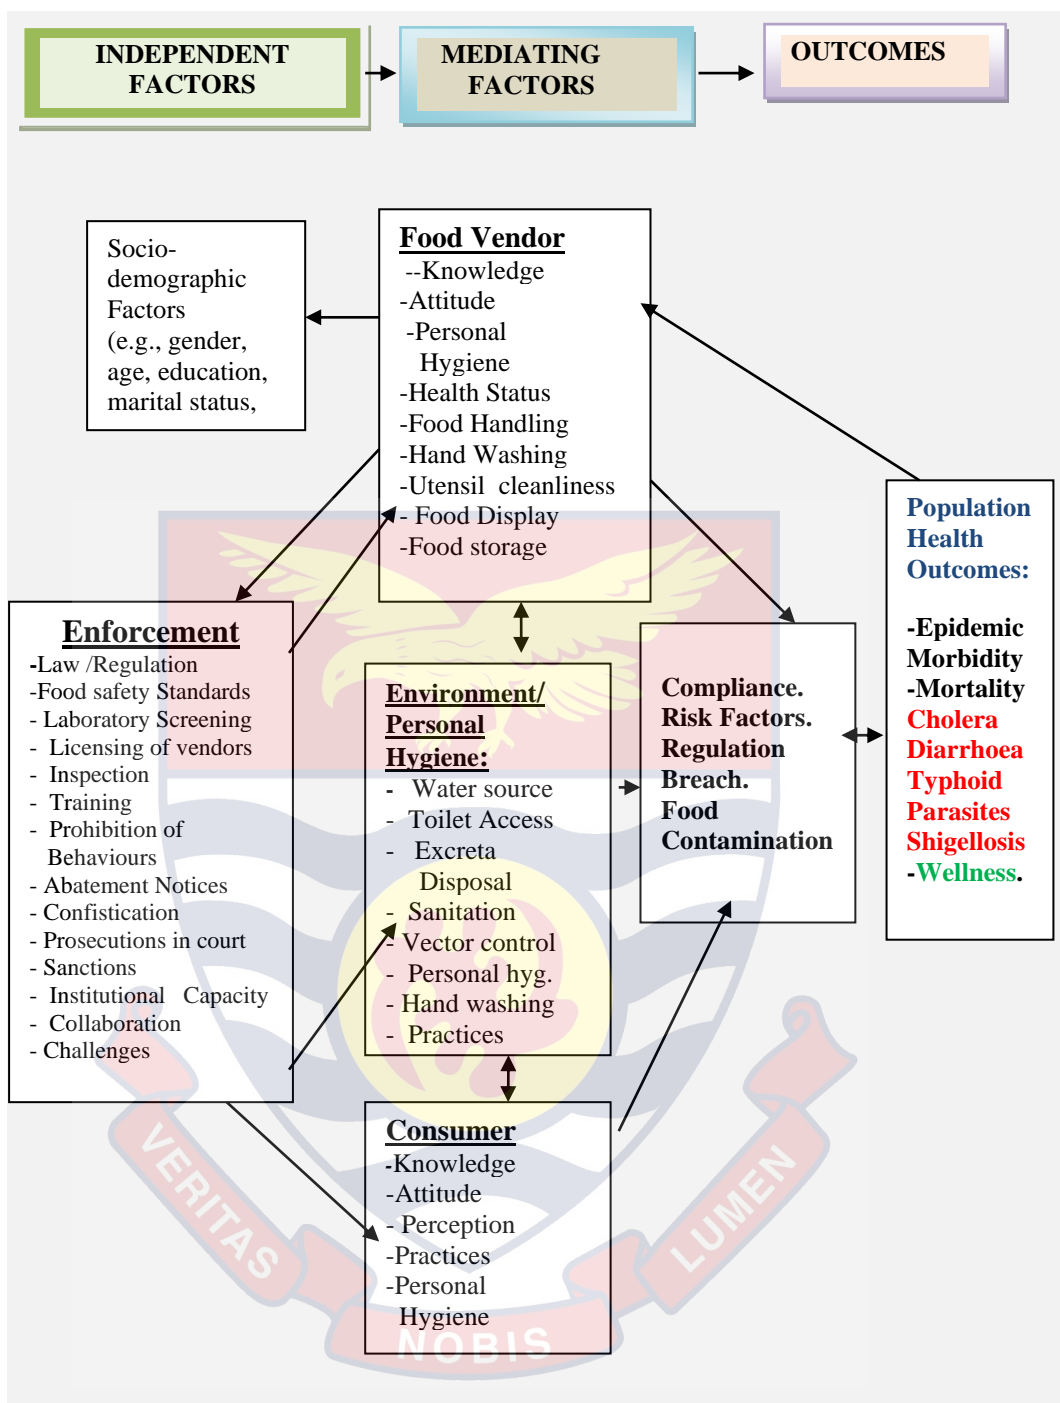 INDEPENDENT
FACTORS
MEDIATING
FACTORS
OUTCOMES
Socio-
demographic
Factors
(e.g., gender,
age, education,
marital status,
Food Vendor
--Knowledge
-Attitude
-Personal
Hygiene
-Health Status
-Food Handling
-Hand Washing
-Utensil cleanliness
- Food Display
-Food storage
Enforcement
-Law /Regulation
-Food safety Standards
- Laboratory Screening
- Licensing of vendors
- Inspection
- Training
- Prohibition of
Behaviours
- Abatement Notices
- Confistication
- Prosecutions in court
- Sanctions
- Institutional Capacity
- Collaboration
- Challenges
Environment/
Personal
Hygiene:
- Water source
- Toilet Access
- Excreta
Disposal
- Sanitation
- Vector control
- Personal hyg.
- Hand washing
- Practices
Consumer
-Knowledge
-Attitude
- Perception
-Practices
-Personal
Hygiene
Compliance.
Risk Factors.
Regulation
Breach.
Food
Contamination
Population
Health
Outcomes:
-Epidemic
Morbidity
-Mortality
Cholera
Diarrhoea
Typhoid
Parasites
Shigellosis
-Wellness.
VERITAS
NOBIS
LUMEN